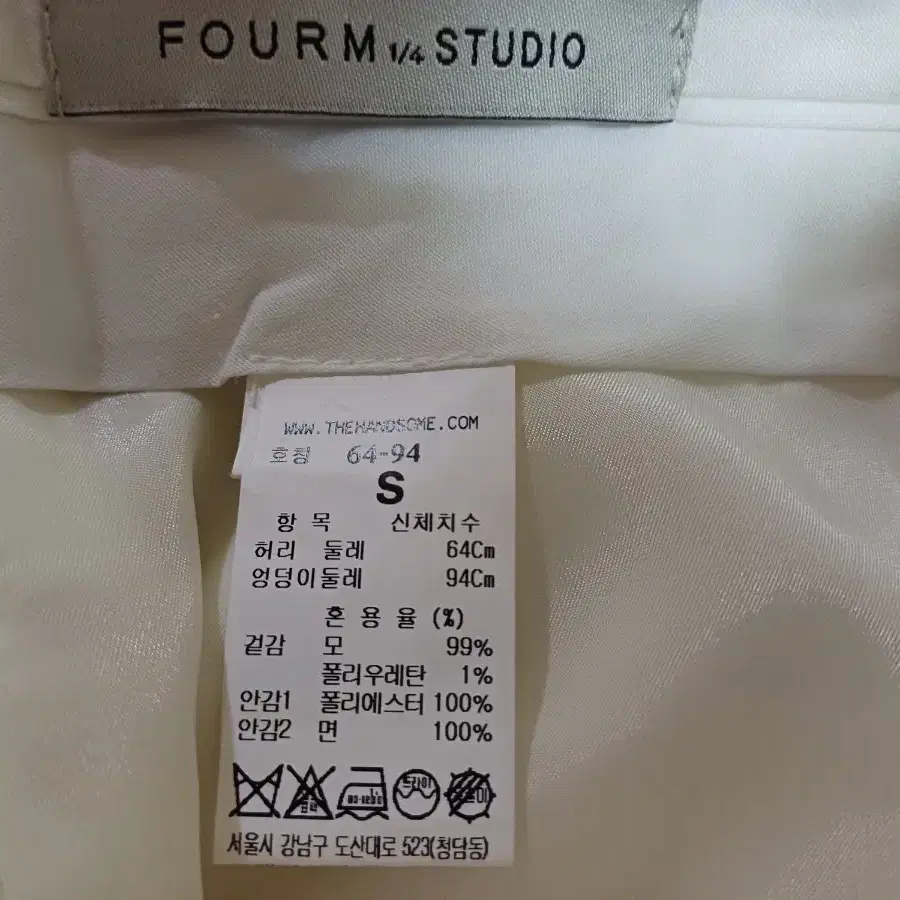 FOURM 1/4 STUDIO
WWW.THEHANDSOME.COM
호칭 64-94
S
항 목 신체치수
허리 둘레 64Cm
엉덩이둘레 94Cm
혼 용 율 (%)
겉감 모 99%
폴리우레탄 1%
안감1 폴리에스터 100%
안감2 면 100%
드라이
서울시 강남구 도산대로 523(청담동)